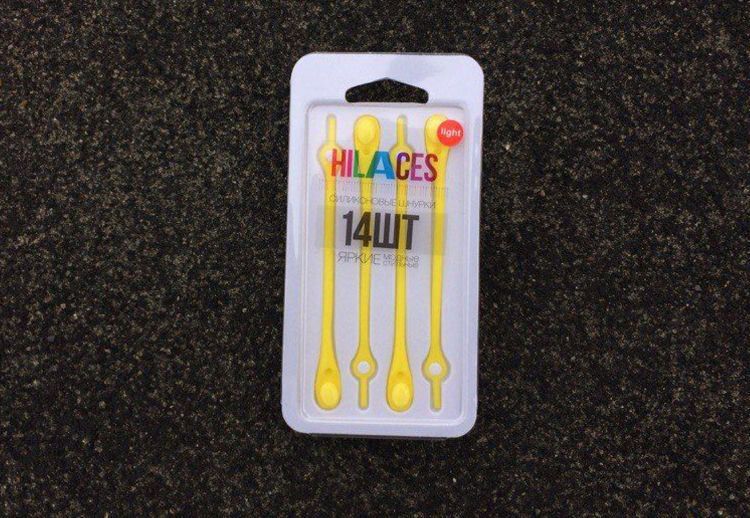 light
HILACES
СИЛИКОНОВЫЕ ШНУРКИ
14ШТ
ЯРКИЕ МОДНЫЕ
СТИЛЬНЫЕ